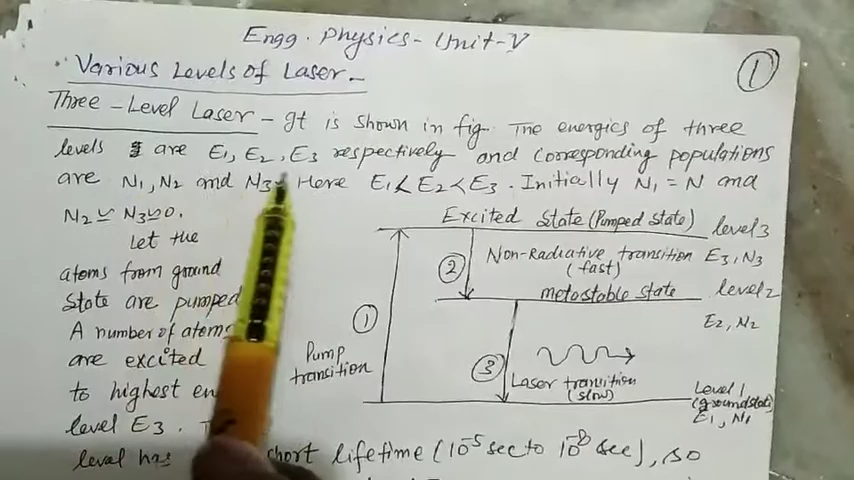 Engg. Physics - Unit-V
1
Various Levels of Laser -
Three - Level Laser - It is shown in fig. The energies of three
levels are E1, E2, E3 respectively and corresponding populations
are N1, N2 and N3. Here E1 < E2 < E3. Initially N1 = N and
N2 ≃ N3 ≃ 0.
Let the
atoms from ground
State are pumped
A number of atoms
are excited
to highest
level E3.
level has short lifetime (10^-5 sec to 10^-8 sec), so
Excited State (Pumped State) level 3
2 Non-Radiative transition E3, N3
(fast)
metastable state level 2
E2, N2
1
Pump
transition
3
Laser transition
(slow)
Level 1
(ground state)
E1, N1